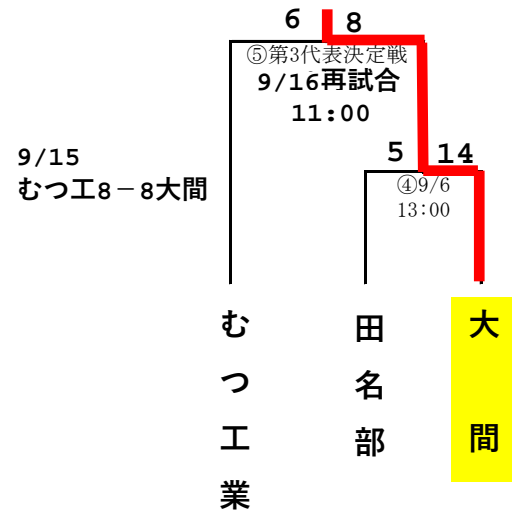 6 8
⑤第3代表決定戦
9/16再試合
11:00
9/15
むつ工8－8大間
5 14
④9/6
13:00
むつ工業
田名部
大間